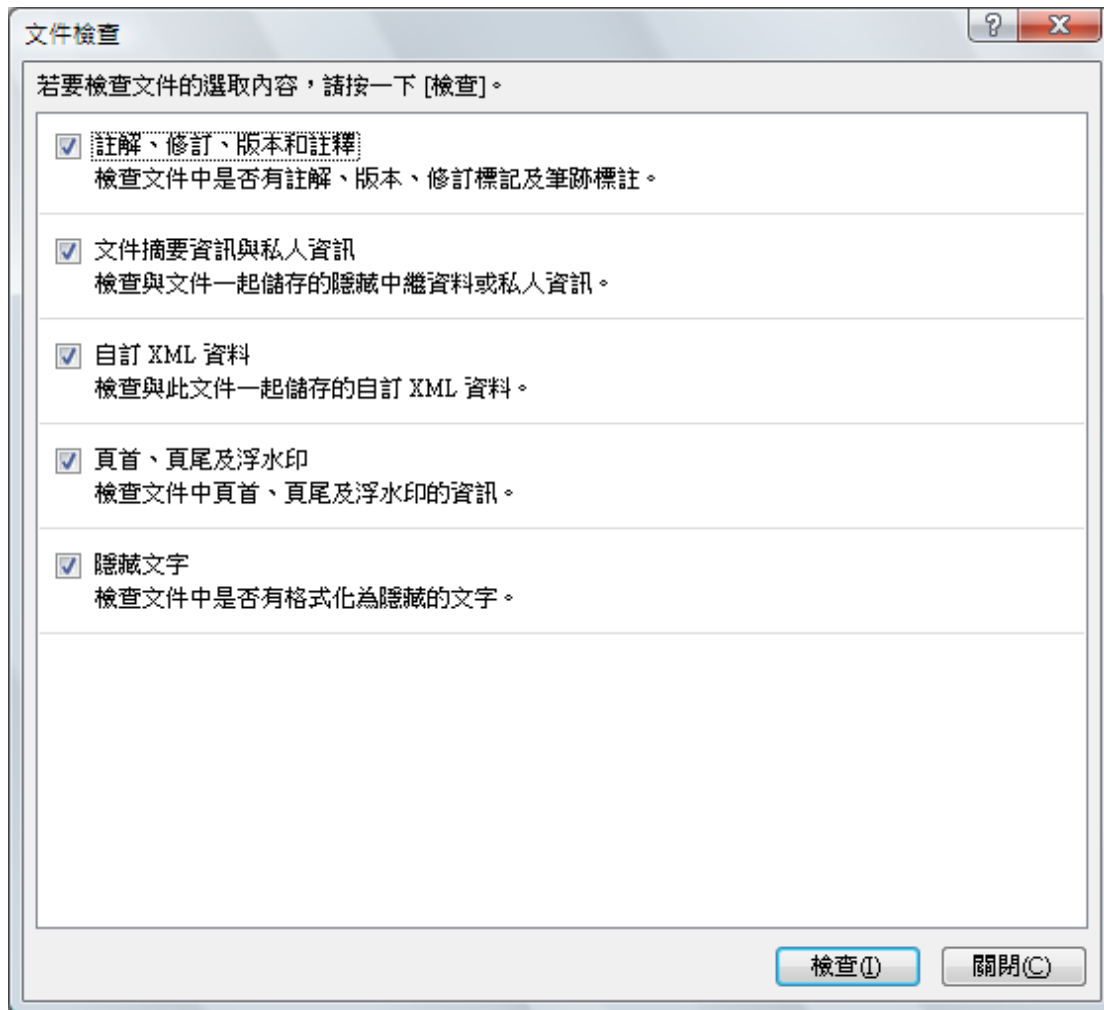 文件檢查
若要檢查文件的選取內容，請按一下 [檢查]。
註解、修訂、版本和註釋
檢查文件中是否有註解、版本、修訂標記及筆跡標註。
文件摘要資訊與私人資訊
檢查與文件一起儲存的隱藏中繼資料或私人資訊。
自訂 XML 資料
檢查與此文件一起儲存的自訂 XML 資料。
頁首、頁尾及浮水印
檢查文件中頁首、頁尾及浮水印的資訊。
隱藏文字
檢查文件中是否有格式化為隱藏的文字。
檢查(I) 關閉(C)